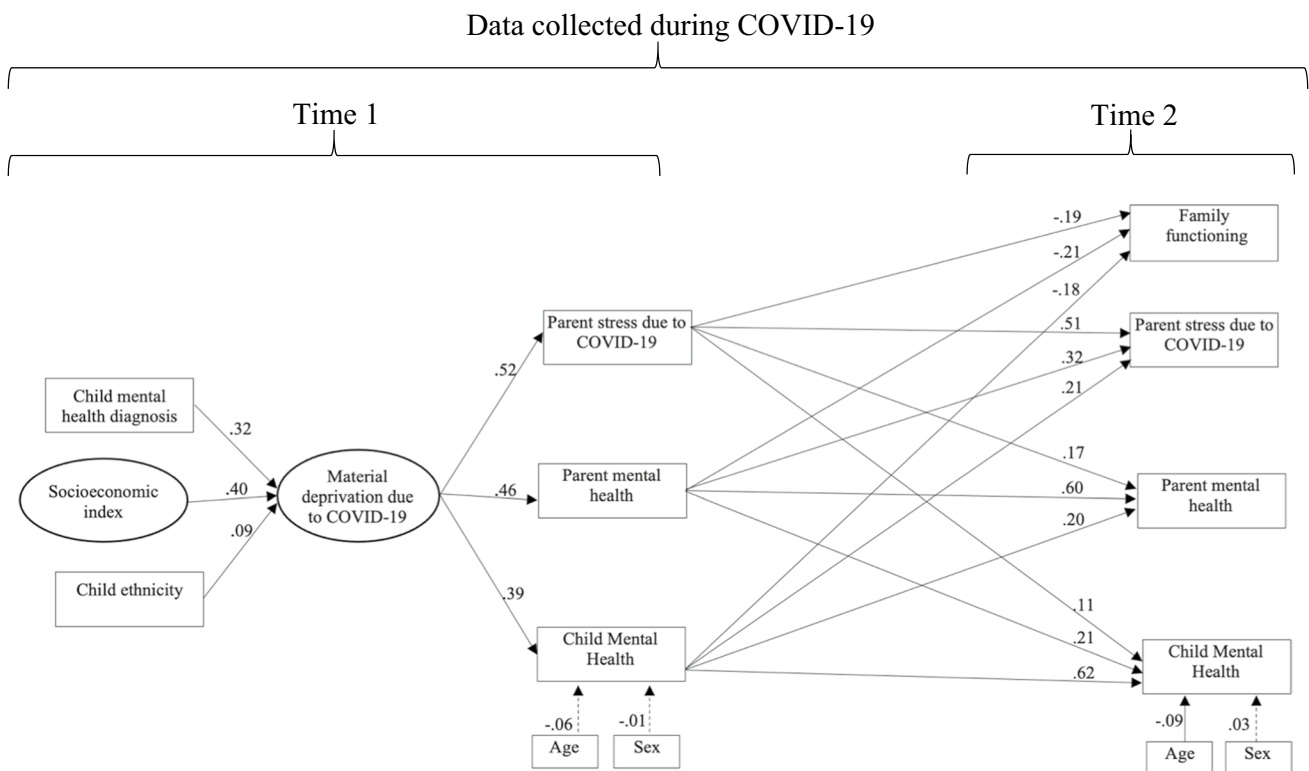 Data collected during COVID-19
Time 1
Time 2
-.19
Family
functioning
-.21
-.18
Parent stress due to
COVID-19
.51
Parent stress due to
COVID-19
.32
.52
.21
Child mental
health diagnosis
.32
.17
Socioeconomic
index
.40
Material
deprivation due
to COVID-19
.46
Parent mental
health
.60
Parent mental
health
.09
.20
Child ethnicity
.39
.11
Child Mental
Health
.21
Child Mental
Health
.62
-.06
-.01
-.09
.03
Age
Sex
Age
Sex